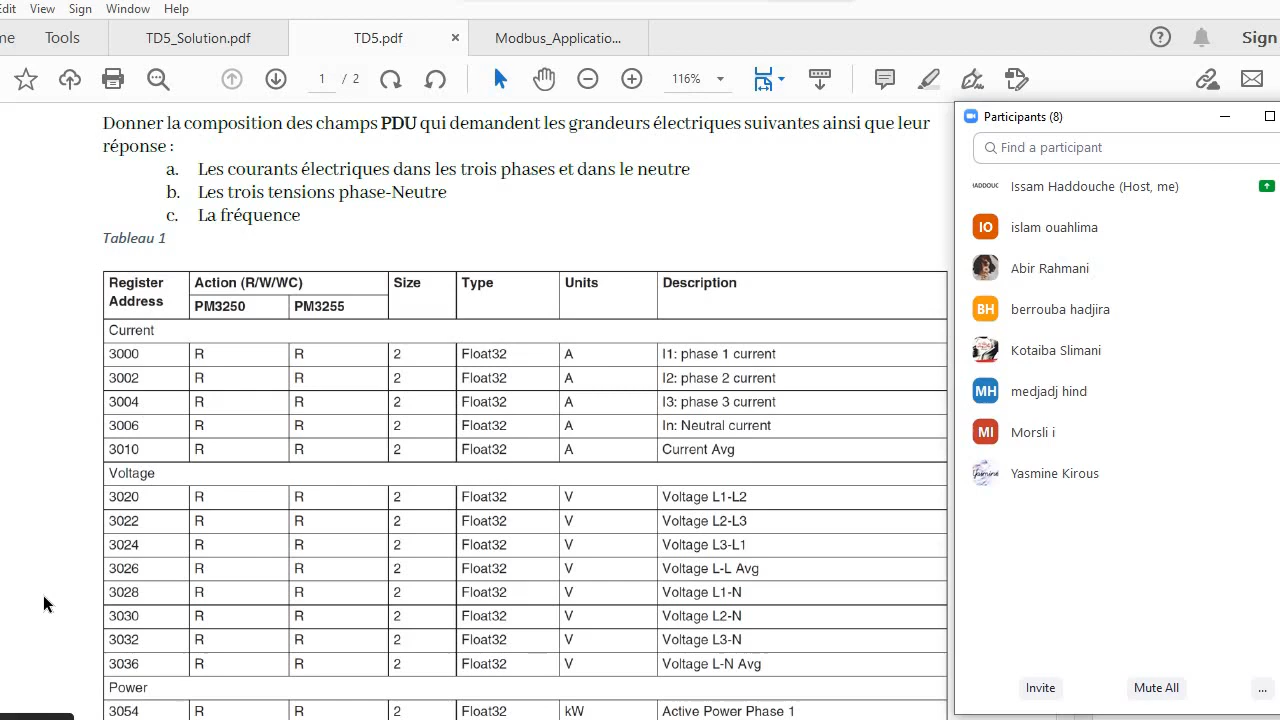 Edit View Sign Window Help
me Tools TD5_Solution.pdf TD5.pdf × Modbus_Applicatio... Sign
1 / 2 116%
Donner la composition des champs PDU qui demandent les grandeurs électriques suivantes ainsi que leur
réponse :
a. Les courants électriques dans les trois phases et dans le neutre
b. Les trois tensions phase-Neutre
c. La fréquence
Tableau 1
Register Address Action (R/W/WC) Size Type Units Description
PM3250 PM3255
Current
3000 R R 2 Float32 A I1: phase 1 current
3002 R R 2 Float32 A I2: phase 2 current
3004 R R 2 Float32 A I3: phase 3 current
3006 R R 2 Float32 A In: Neutral current
3010 R R 2 Float32 A Current Avg
Voltage
3020 R R 2 Float32 V Voltage L1-L2
3022 R R 2 Float32 V Voltage L2-L3
3024 R R 2 Float32 V Voltage L3-L1
3026 R R 2 Float32 V Voltage L-L Avg
3028 R R 2 Float32 V Voltage L1-N
3030 R R 2 Float32 V Voltage L2-N
3032 R R 2 Float32 V Voltage L3-N
3036 R R 2 Float32 V Voltage L-N Avg
Power
3054 R R 2 Float32 kW Active Power Phase 1
Participants (8)
Find a participant
Issam Haddouche (Host, me)
IO islam ouahlima
Abir Rahmani
BH berrouba hadjira
Kotaiba Slimani
MH medjadj hind
MI Morsli i
Yasmine Kirous
Invite Mute All ...